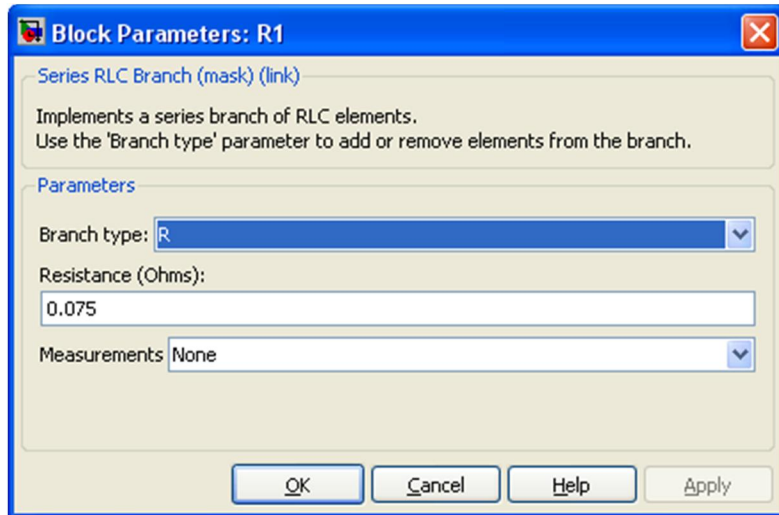 Block Parameters: R1
Series RLC Branch (mask) (link)
Implements a series branch of RLC elements.
Use the 'Branch type' parameter to add or remove elements from the branch.
Parameters
Branch type: R
Resistance (Ohms):
0.075
Measurements None
OK Cancel Help Apply